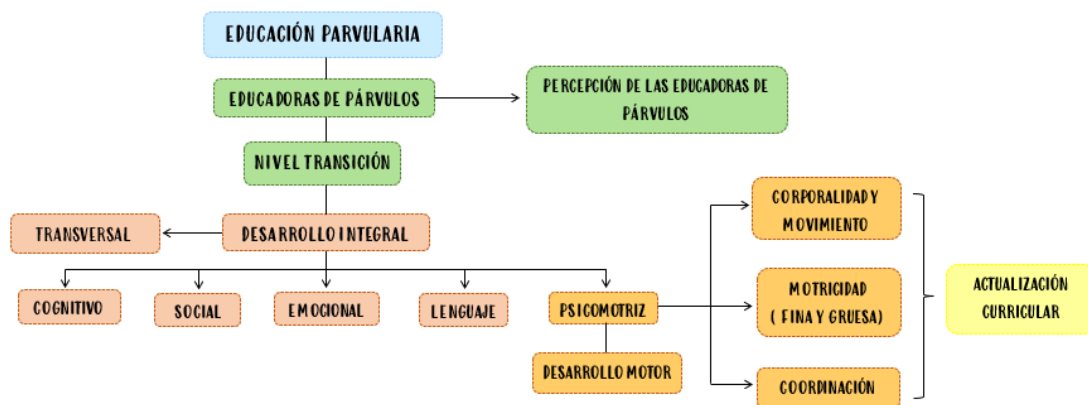 EDUCACIÓN PARVULARIA
EDUCADORAS DE PÁRVULOS
PERCEPCIÓN DE LAS EDUCADORAS DE
PÁRVULOS
NIVEL TRANSICIÓN
TRANSVERSAL
DESARROLLO INTEGRAL
COGNITIVO
SOCIAL
EMOCIONAL
LENGUAJE
PSICOMOTRIZ
DESARROLLO MOTOR
CORPORALIDAD Y
MOVIMIENTO
MOTRICIDAD
( FINA Y GRUESA)
COORDINACIÓN
ACTUALIZACIÓN
CURRICULAR